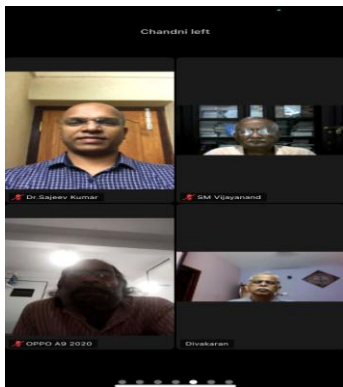 Chandni left
Dr.Sajeev Kumar
SM Vijayanand
OPPO A9 2020
Divakaran